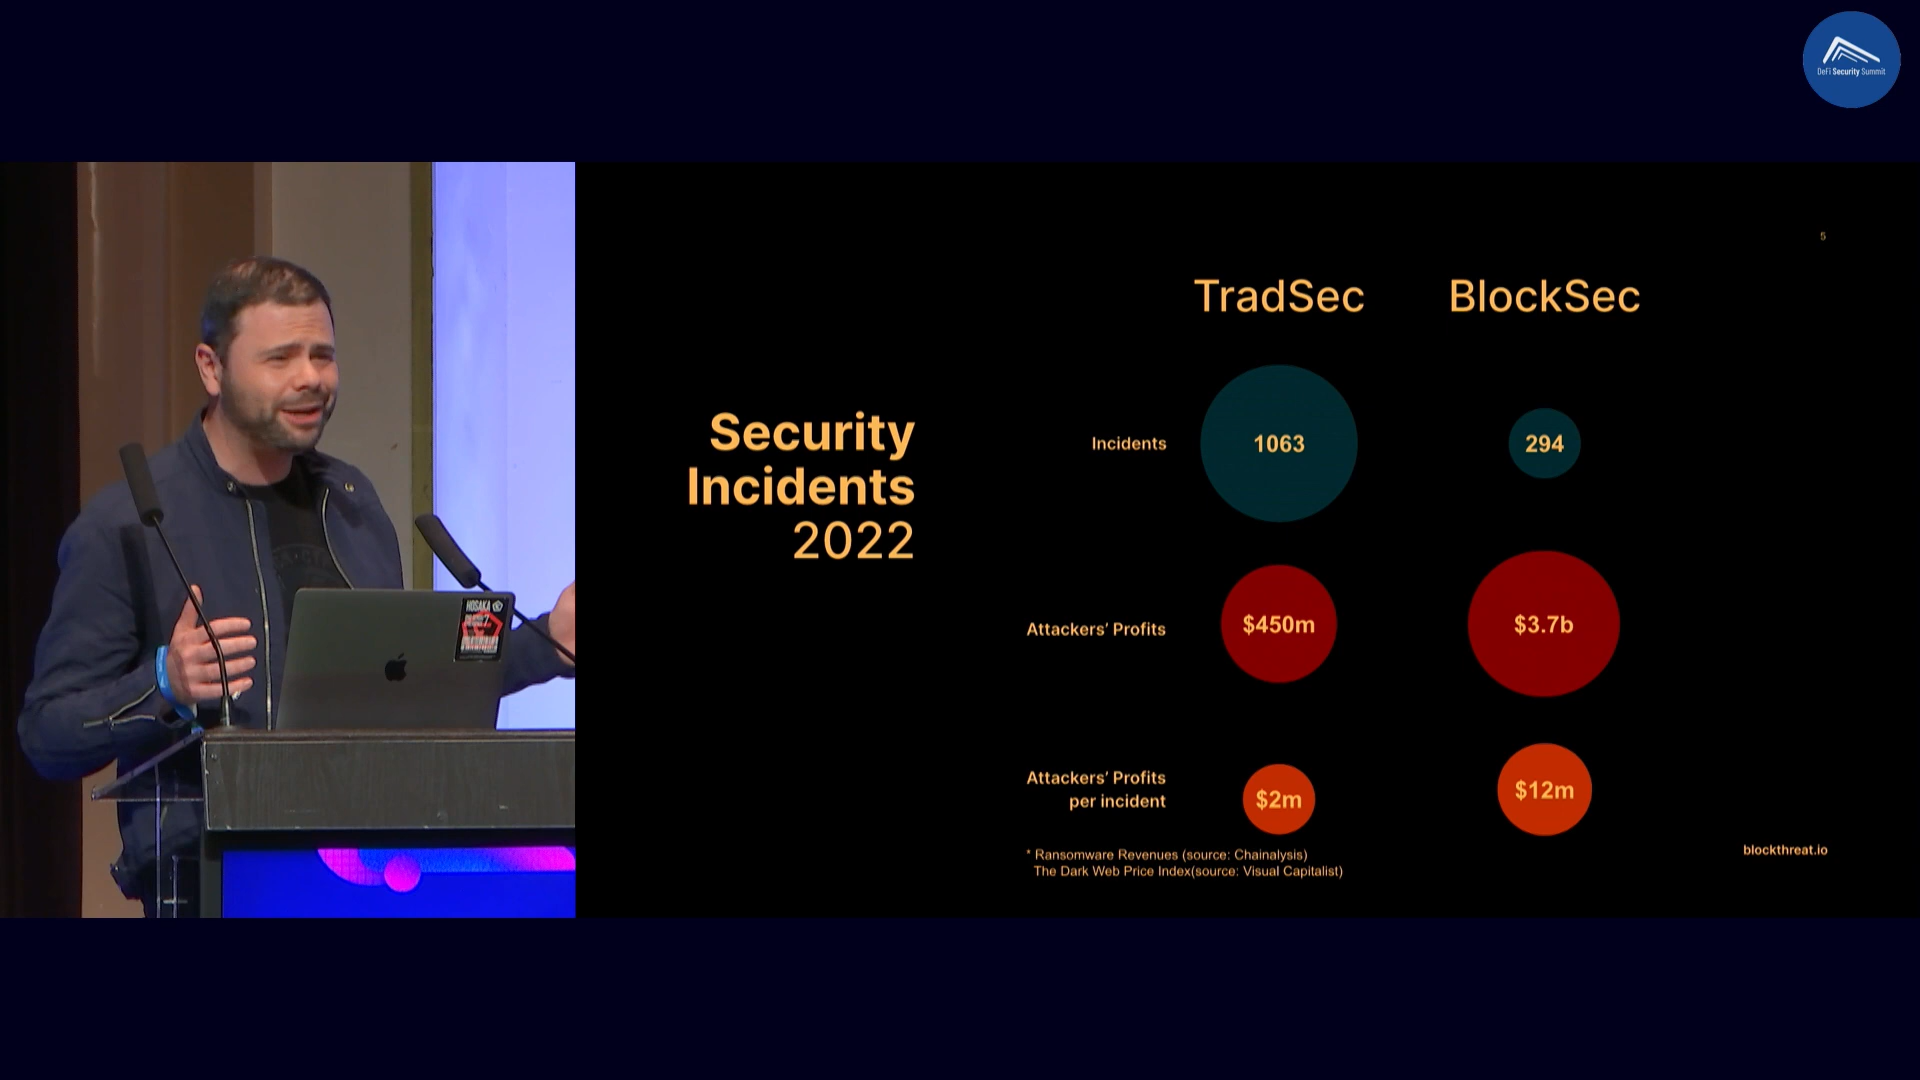 DeFi Security Summit
5
TradSec BlockSec
Security
Incidents
2022
Incidents 1063 294
Attackers’ Profits $450m $3.7b
Attackers’ Profits
per incident
$2m $12m
* Ransomware Revenues (source: Chainalysis)
The Dark Web Price Index(source: Visual Capitalist)
blockthreat.io
HOSAKA